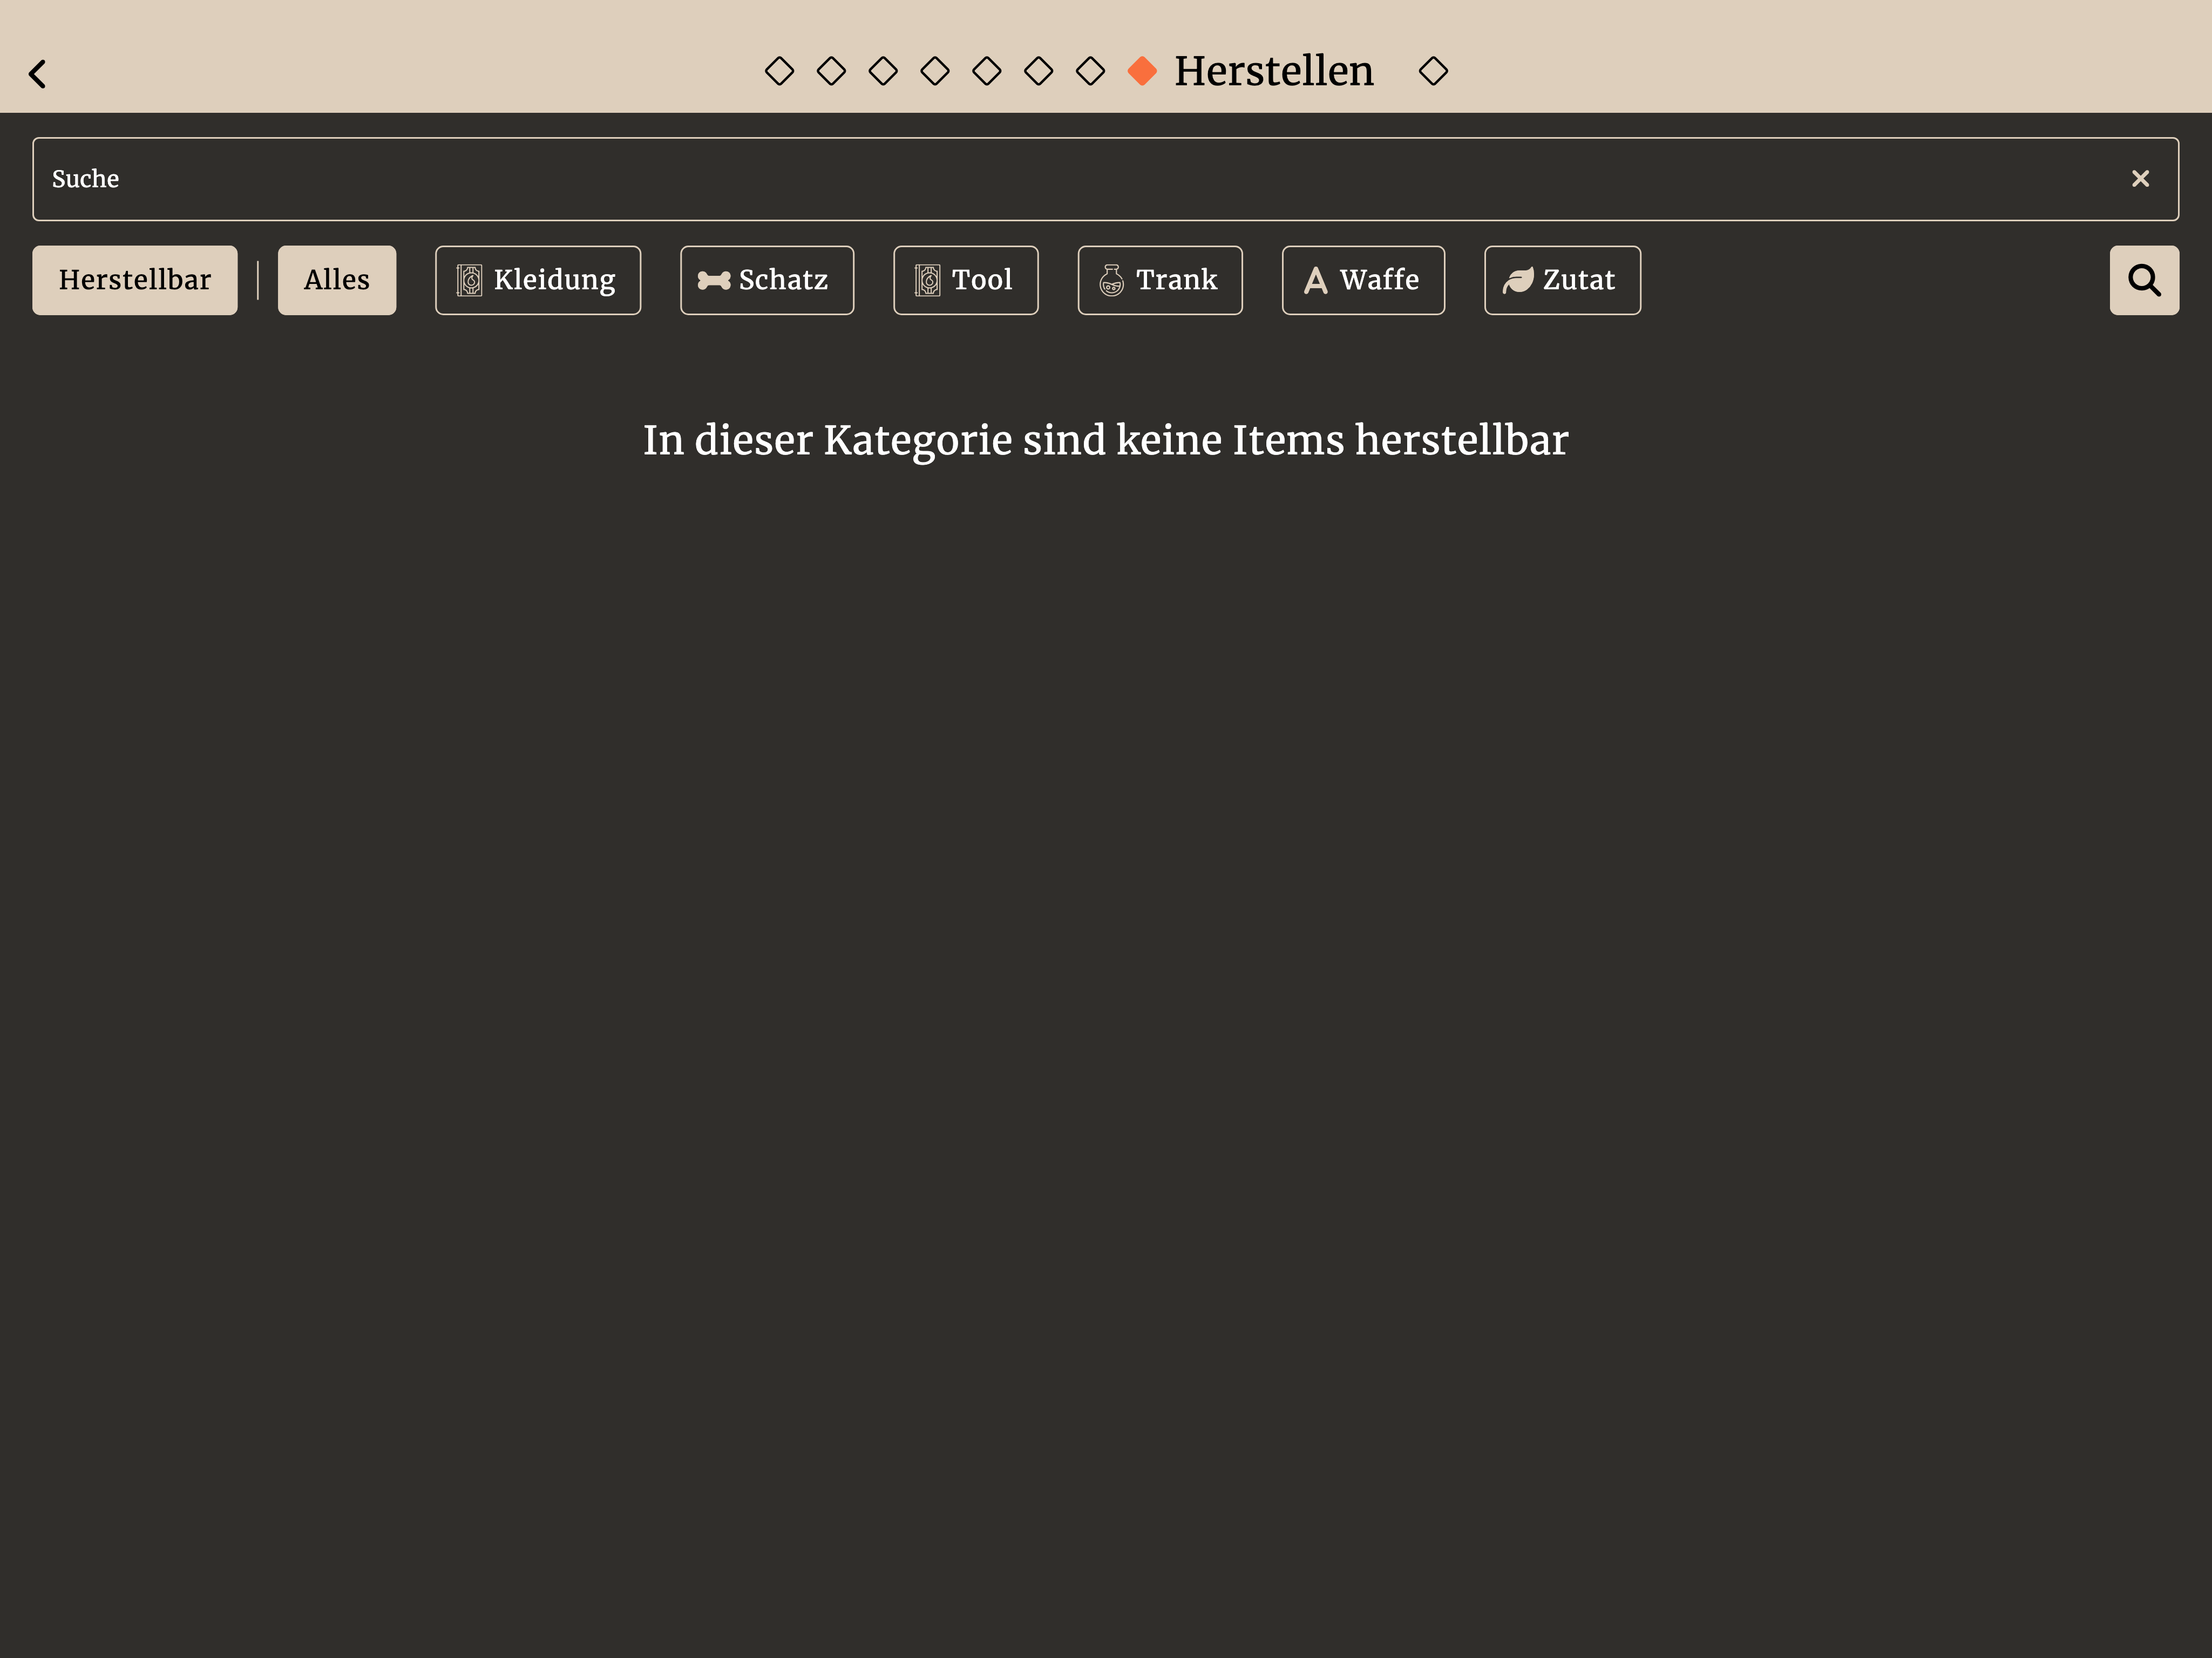 Herstellen
Suche
Herstellbar Alles Kleidung Schatz Tool Trank Waffe Zutat
In dieser Kategorie sind keine Items herstellbar